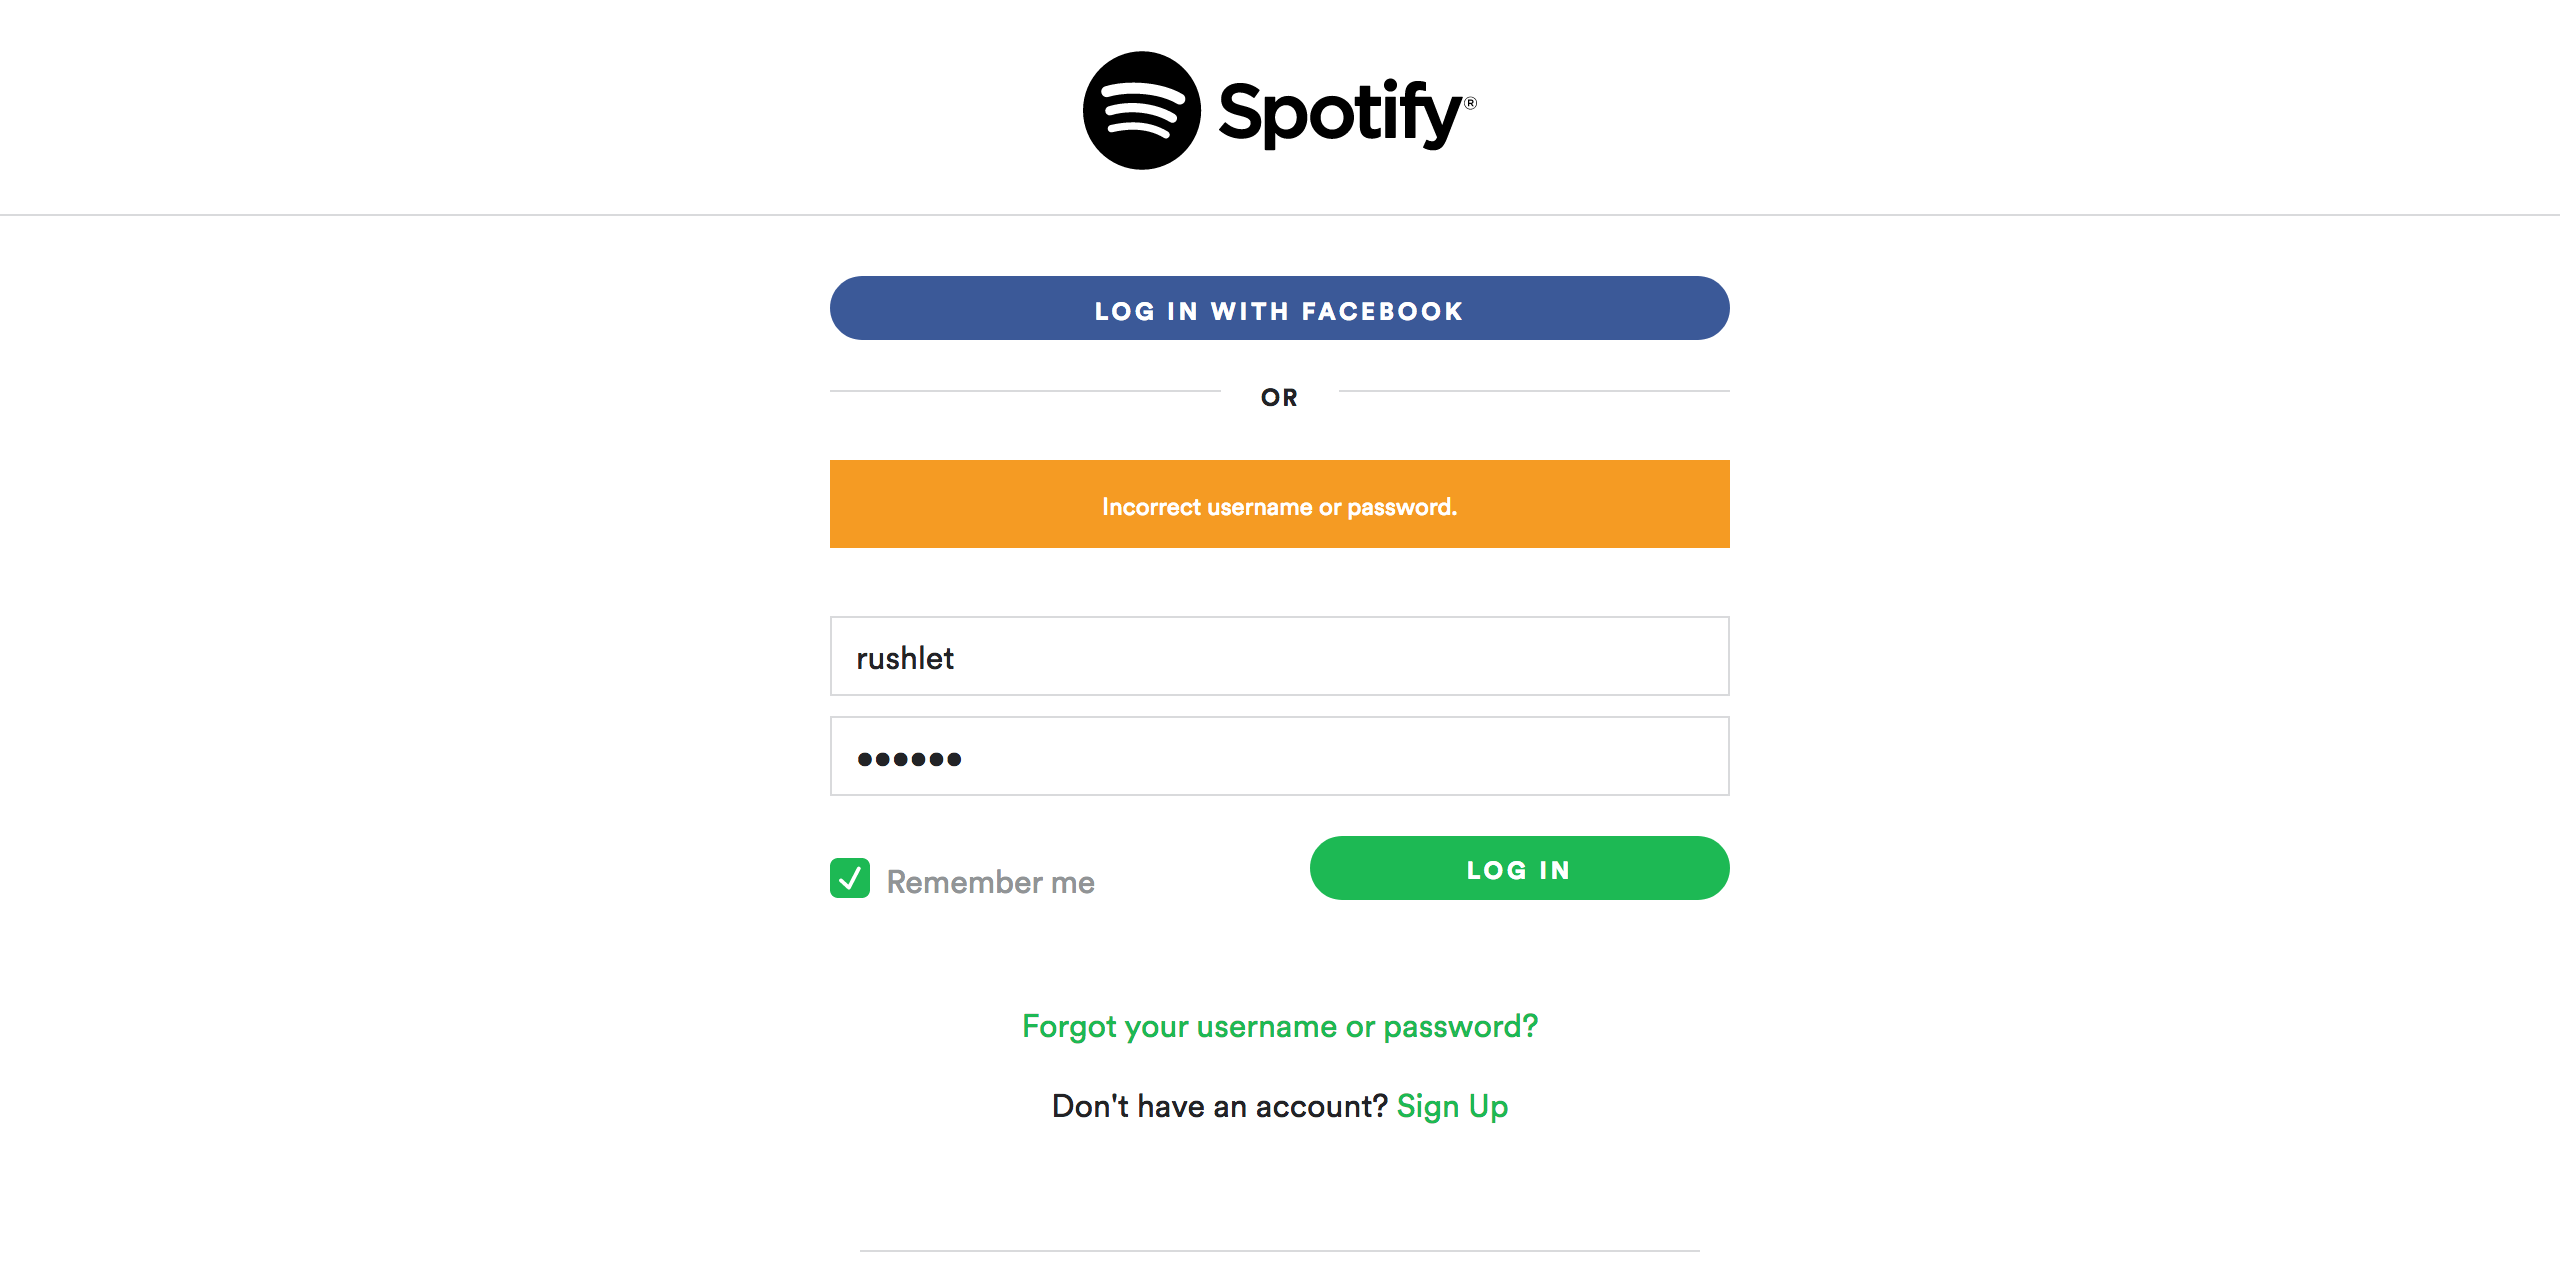 Spotify®
LOG IN WITH FACEBOOK
OR
Incorrect username or password.
rushlet
••••••
Remember me
LOG IN
Forgot your username or password?
Don't have an account? Sign Up